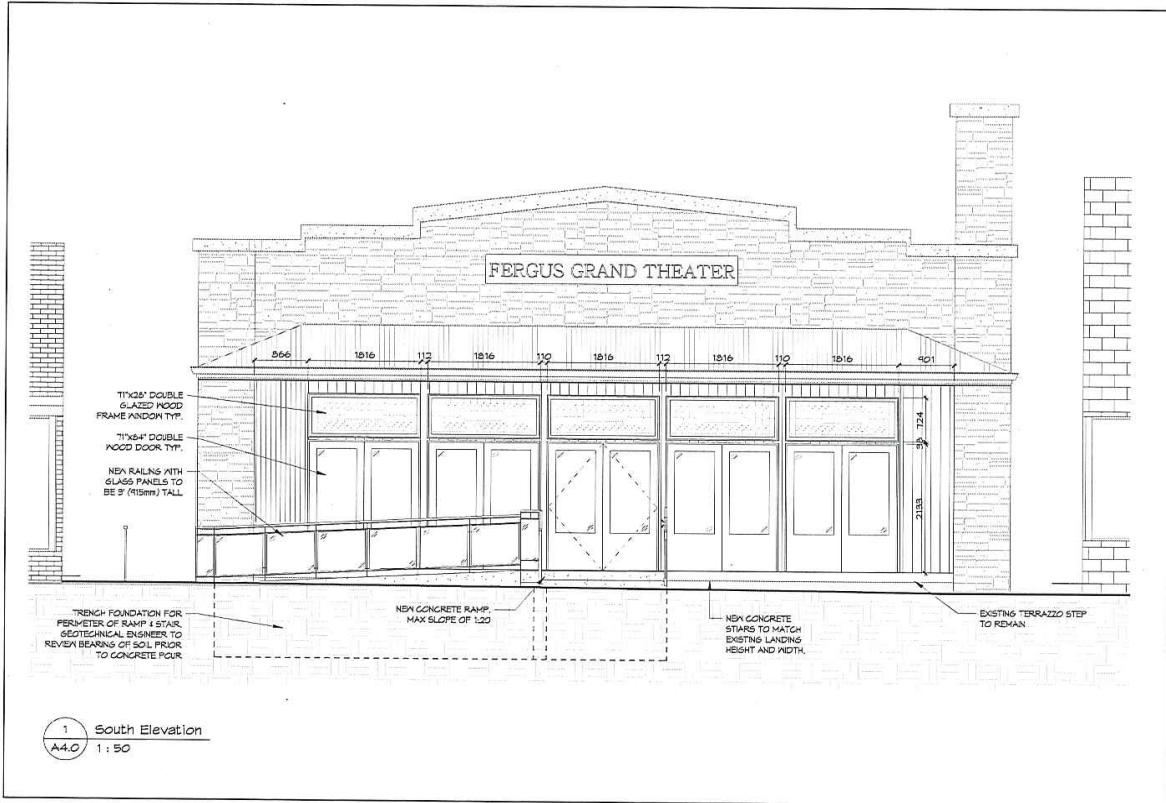 FERGUS GRAND THEATER
866
1816
112
1816
110
1816
112
1816
110
1816
901
71"x28" DOUBLE
GLAZED WOOD
FRAME WINDOW TYP.
71"x84" DOUBLE
WOOD DOOR TYP.
NEW RAILING WITH
GLASS PANELS TO
BE 3' (915mm) TALL
724
2133
TRENCH FOUNDATION FOR
PERIMETER OF RAMP & STAIR.
GEOTECHNICAL ENGINEER TO
REVIEW BEARING OF SOIL PRIOR
TO CONCRETE POUR
NEW CONCRETE RAMP.
MAX SLOPE OF 1:20
NEW CONCRETE
STIARS TO MATCH
EXISTING LANDING
HEIGHT AND WIDTH.
EXISTING TERRAZZO STEP
TO REMAIN
1
A4.0
South Elevation
1 : 50